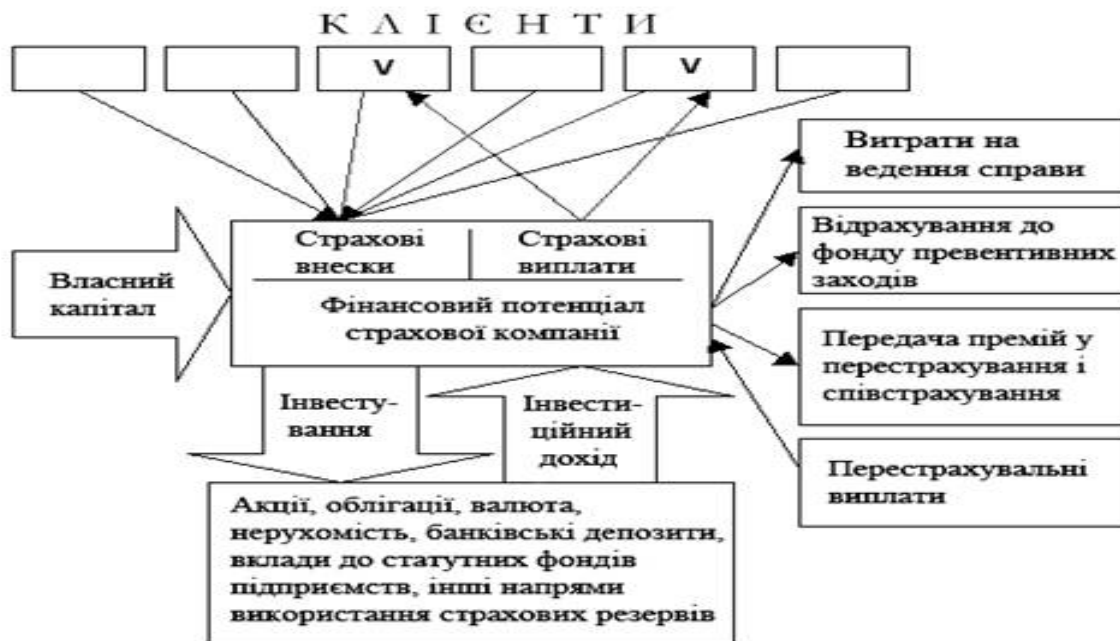 КЛІЄНТИ
V
V
Витрати на
ведення справи
Відрахування до
фонду превентивних
заходів
Передача премій у
перестрахування і
співстрахування
Перестрахувальні
виплати
Власний
капітал
Страхові
внески
Страхові
виплати
Фінансовий потенціал
страхової компанії
Інвесту-
вання
Інвести-
ційний
дохід
Акції, облігації, валюта,
нерухомість, банківські депозити,
вклади до статутних фондів
підприємств, інші напрями
використання страхових резервів